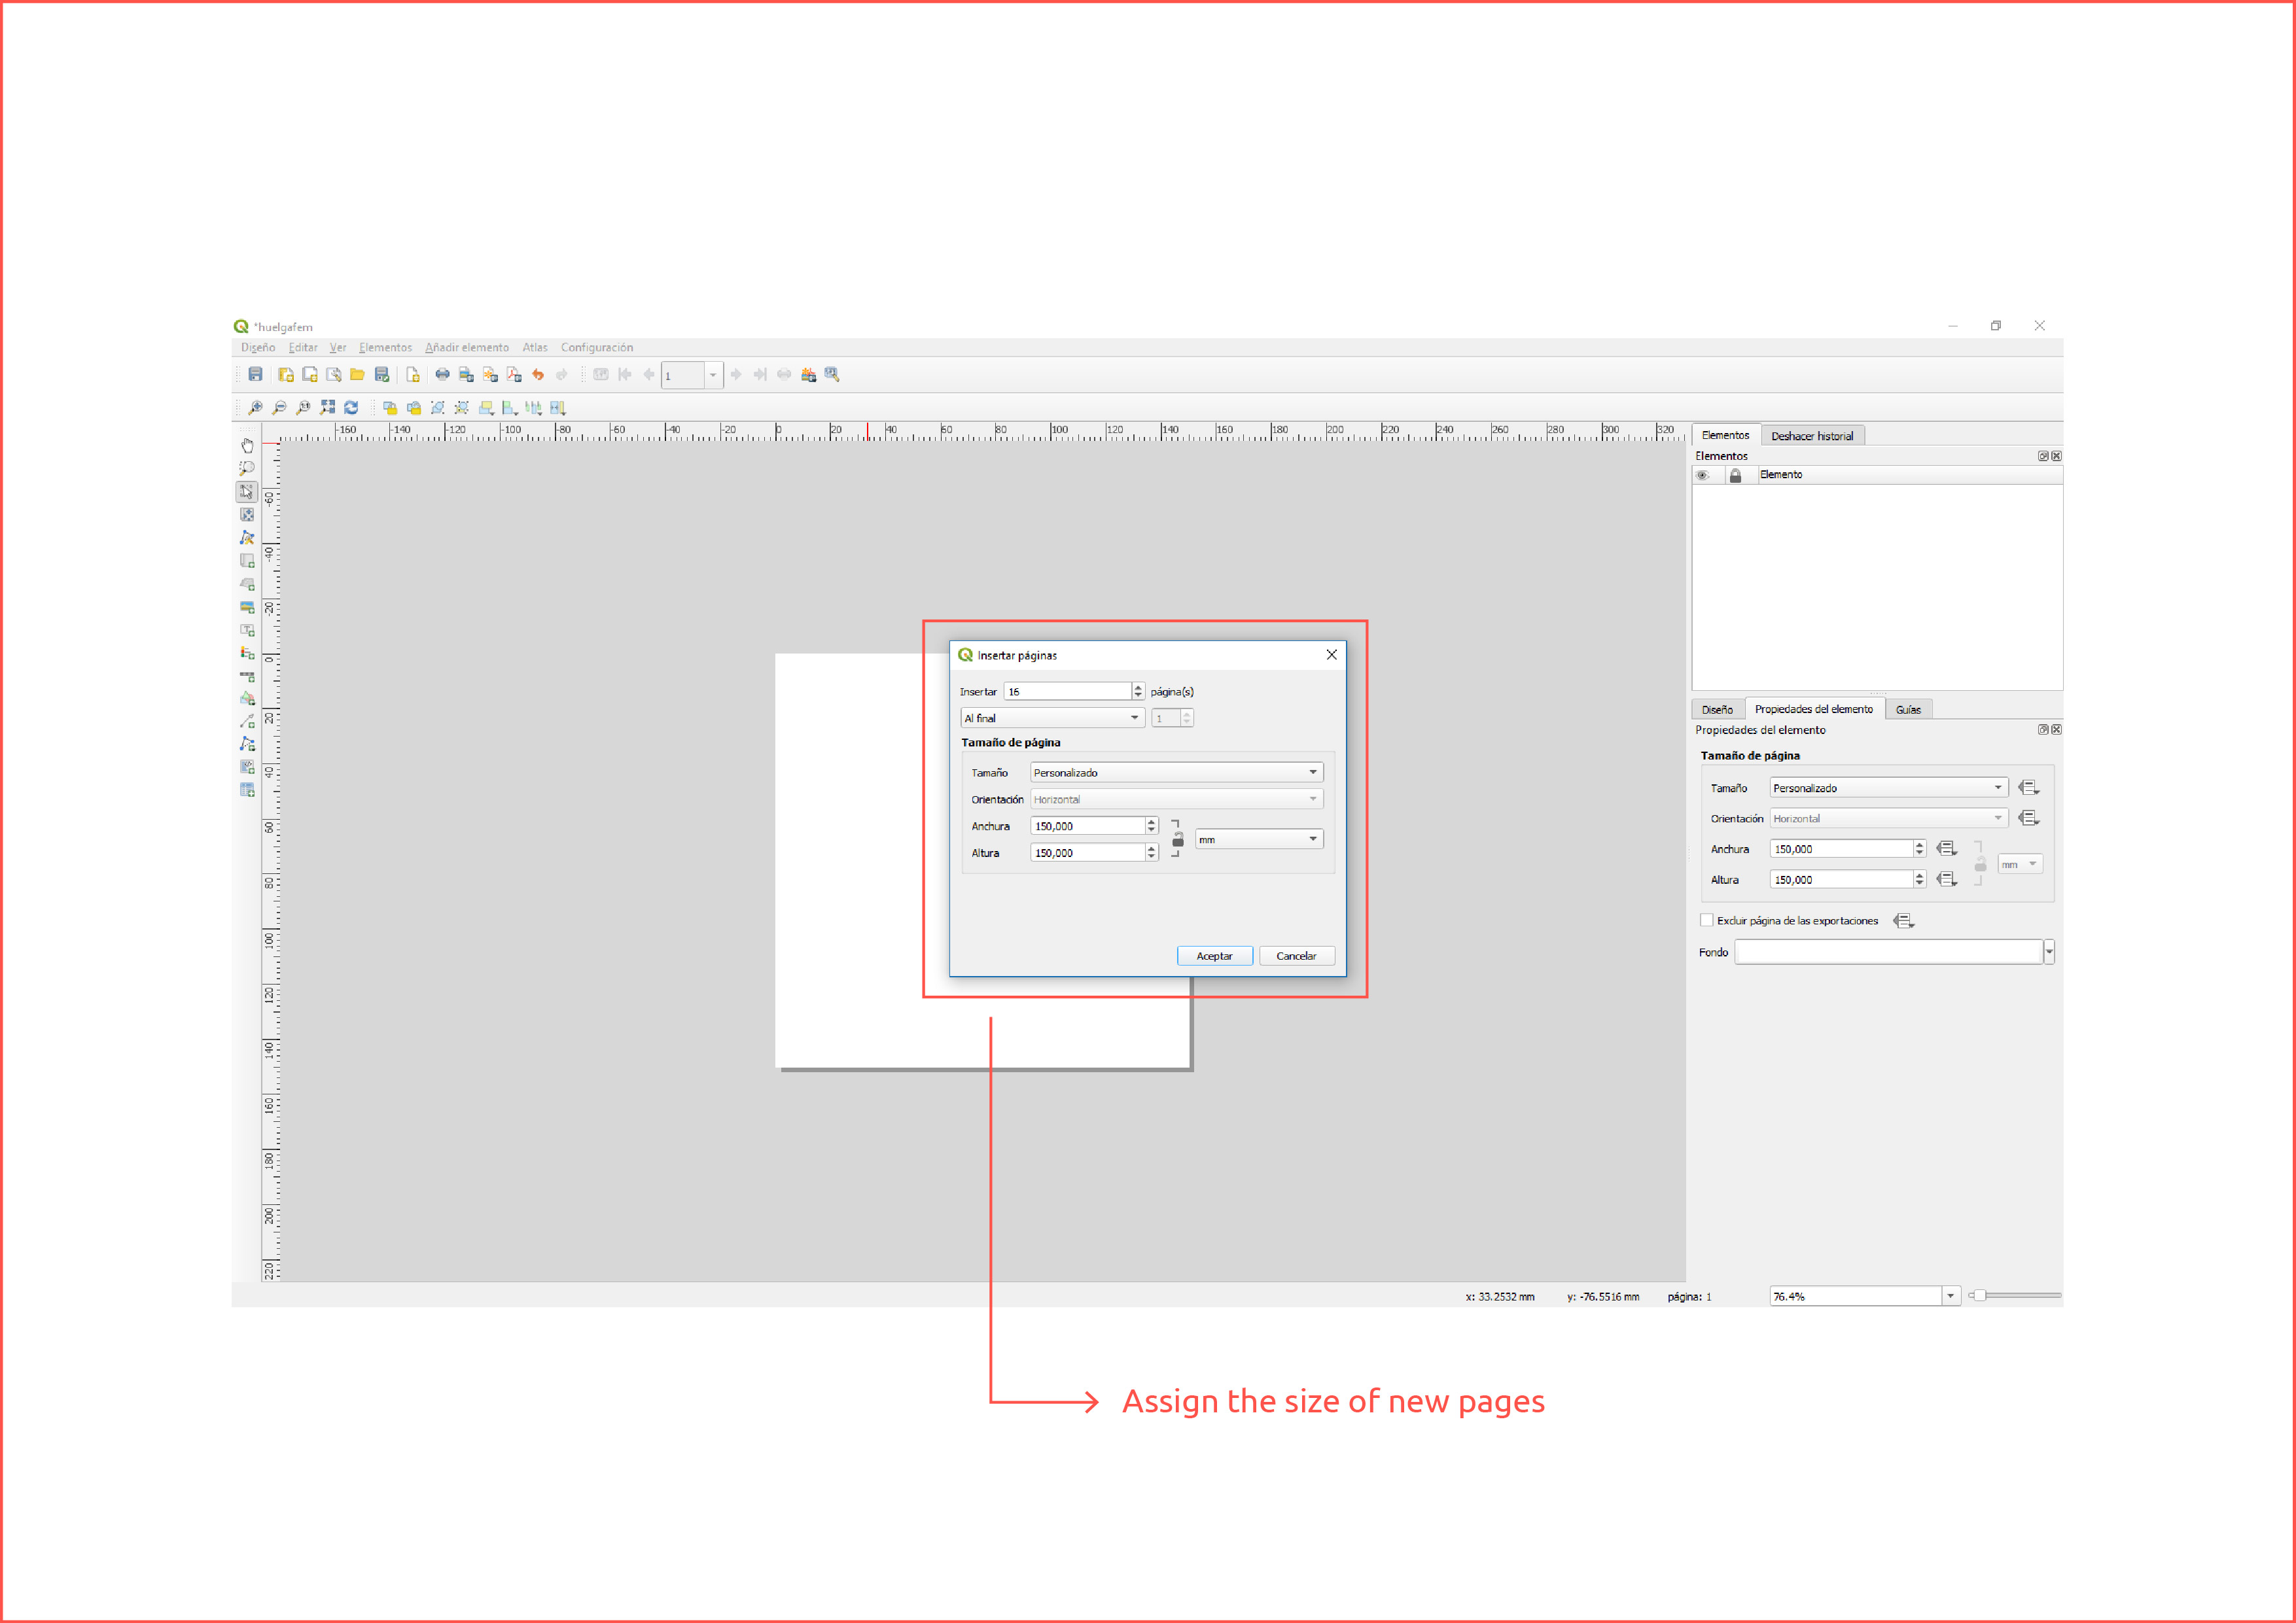 *huelgafem
Diseño Editar Ver Elementos Añadir elemento Atlas Configuración
1
-160 -140 -120 -100 -80 -60 -40 -20 0 20 40 60 80 100 120 140 160 180 200 220 240 260 280 300 320
-60
-40
-20
0
20
40
60
80
100
120
140
160
180
200
220
Elementos Deshacer historial
Elementos
Elemento
Insertar páginas
Insertar 16 página(s)
Al final 1
Tamaño de página
Tamaño Personalizado
Orientación Horizontal
Anchura 150,000
mm
Altura 150,000
Aceptar Cancelar
Diseño Propiedades del elemento Guías
Propiedades del elemento
Tamaño de página
Tamaño Personalizado
Orientación Horizontal
Anchura 150,000
mm
Altura 150,000
Excluir página de las exportaciones
Fondo
x: 33.2532 mm y: -76.5516 mm página: 1 76.4%
Assign the size of new pages